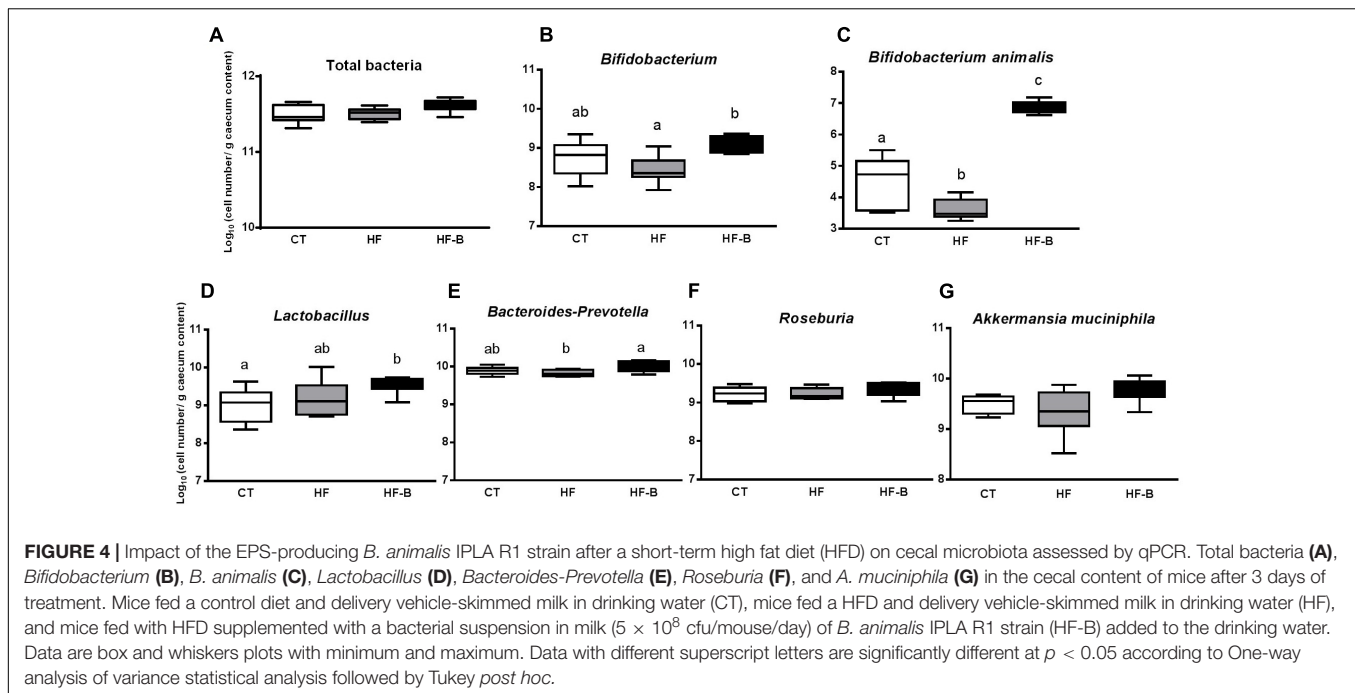 A
Total bacteria
Log10 (cell number/ g caecum content)
12
11
10
CT HF HF-B
B
Bifidobacterium
11
10
9
8
7
ab a b
CT HF HF-B
C
Bifidobacterium animalis
8
7
6
5
4
3
a b c
CT HF HF-B
D
Lactobacillus
Log10 (cell number/ g caecum content)
11
10
9
8
7
a ab b
CT HF HF-B
E
Bacteroides-Prevotella
11
10
9
8
7
ab b a
CT HF HF-B
F
Roseburia
11
10
9
8
7
CT HF HF-B
G
Akkermansia muciniphila
11
10
9
8
CT HF HF-B
FIGURE 4 | Impact of the EPS-producing B. animalis IPLA R1 strain after a short-term high fat diet (HFD) on cecal microbiota assessed by qPCR. Total bacteria (A),
Bifidobacterium (B), B. animalis (C), Lactobacillus (D), Bacteroides-Prevotella (E), Roseburia (F), and A. muciniphila (G) in the cecal content of mice after 3 days of
treatment. Mice fed a control diet and delivery vehicle-skimmed milk in drinking water (CT), mice fed a HFD and delivery vehicle-skimmed milk in drinking water (HF),
and mice fed with HFD supplemented with a bacterial suspension in milk (5 × 10⁸ cfu/mouse/day) of B. animalis IPLA R1 strain (HF-B) added to the drinking water.
Data are box and whiskers plots with minimum and maximum. Data with different superscript letters are significantly different at p < 0.05 according to One-way
analysis of variance statistical analysis followed by Tukey post hoc.